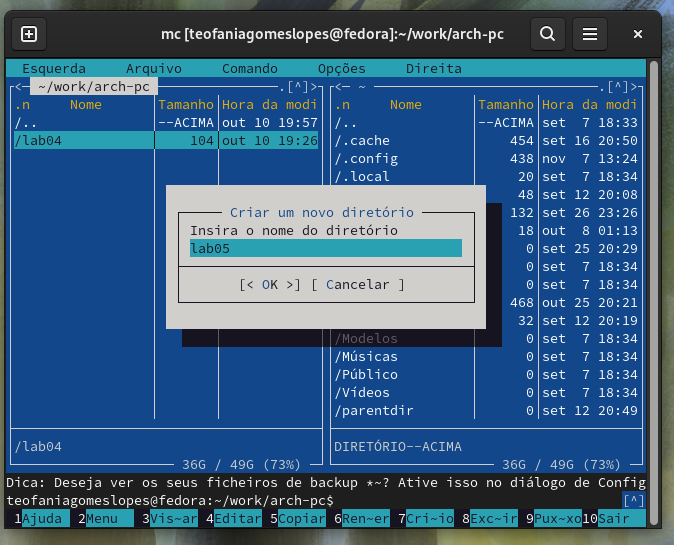 mc [teofaniagomeslopes@fedora]:~/work/arch-pc
Esquerda Arquivo Comando Opções Direita
<─ ~/work/arch-pc .[^]> <─ ~ .[^]>
.n Nome Tamanho Hora da modi .n Nome Tamanho Hora da modi
/.. --ACIMA out 10 19:57 /.. --ACIMA set 7 18:33
/lab04 104 out 10 19:26 /.cache 454 set 16 20:50
/.config 438 nov 7 13:24
/.local 20 set 7 18:34
48 set 12 20:08
Criar um novo diretório 132 set 26 23:26
Insira o nome do diretório 18 out 8 01:13
lab05 0 set 25 20:29
0 set 7 18:34
[< OK >] [ Cancelar ] 0 set 7 18:34
468 out 25 20:21
32 set 12 20:19
/Modelos 0 set 7 18:34
/Músicas 0 set 7 18:34
/Público 0 set 7 18:34
/Vídeos 0 set 7 18:34
/parentdir 0 set 12 20:49
/lab04 DIRETÓRIO--ACIMA
36G / 49G (73%) 36G / 49G (73%)
Dica: Deseja ver os seus ficheiros de backup *~? Ative isso no diálogo de Config
teofaniagomeslopes@fedora:~/work/arch-pc$ [^]
1Ajuda 2Menu 3Vis~ar 4Editar 5Copiar 6Ren~er 7Cri~io 8Exc~ir 9Pux~xo 10Sair